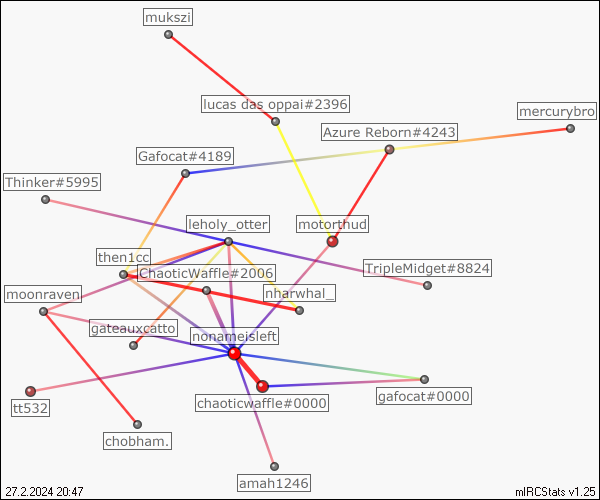 mukszi
lucas das oppai#2396
mercurybro
Azure Reborn#4243
Gafocat#4189
Thinker#5995
leholy_otter
motorthud
then1cc
TripleMidget#8824
ChaoticWaffle#2006
moonraven
nharwhal_
gateauxcatto
nonameisleft
gafocat#0000
chaoticwaffle#0000
tt532
chobham.
amah1246
27.2.2024 20:47
mIRCStats v1.25